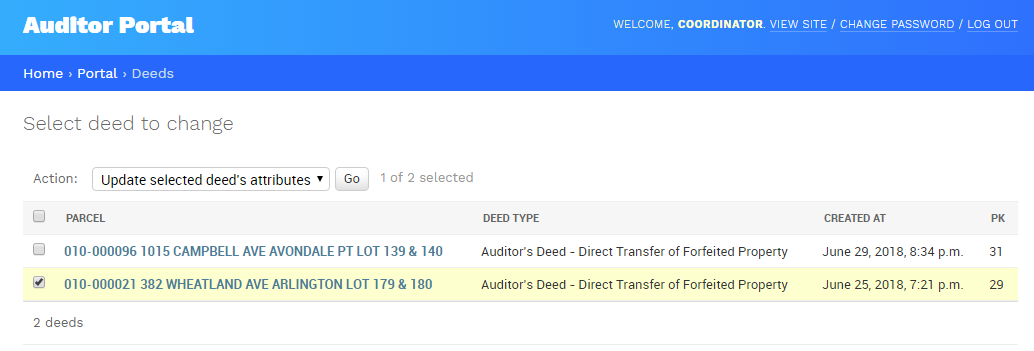 Auditor Portal
WELCOME, COORDINATOR. VIEW SITE / CHANGE PASSWORD / LOG OUT
Home › Portal › Deeds
Select deed to change
Action: Update selected deed's attributes Go 1 of 2 selected
PARCEL DEED TYPE CREATED AT PK
010-000096 1015 CAMPBELL AVE AVONDALE PT LOT 139 & 140 Auditor's Deed - Direct Transfer of Forfeited Property June 29, 2018, 8:34 p.m. 31
010-000021 382 WHEATLAND AVE ARLINGTON LOT 179 & 180 Auditor's Deed - Direct Transfer of Forfeited Property June 25, 2018, 7:21 p.m. 29
2 deeds